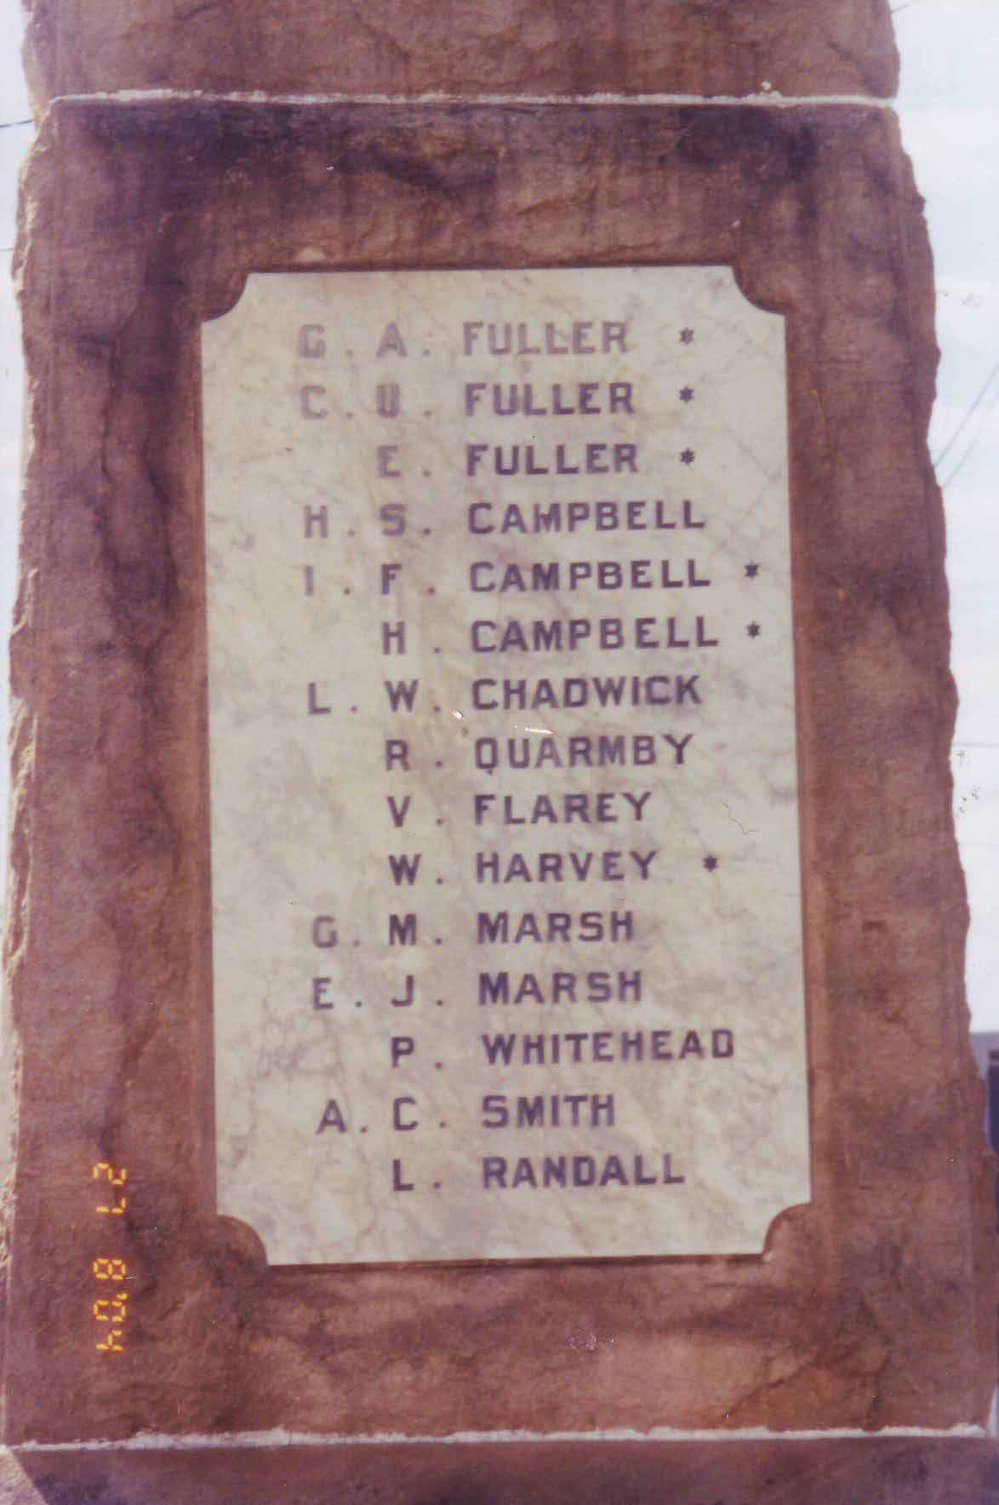 G. A. FULLER *
C. U. FULLER *
E. FULLER *
H. S. CAMPBELL
I. F. CAMPBELL *
H. CAMPBELL *
L. W. CHADWICK
R. QUARMBY
V. FLAREY
W. HARVEY *
G. M. MARSH
E. J. MARSH
P. WHITEHEAD
A. C. SMITH
L. RANDALL
27 8 '04